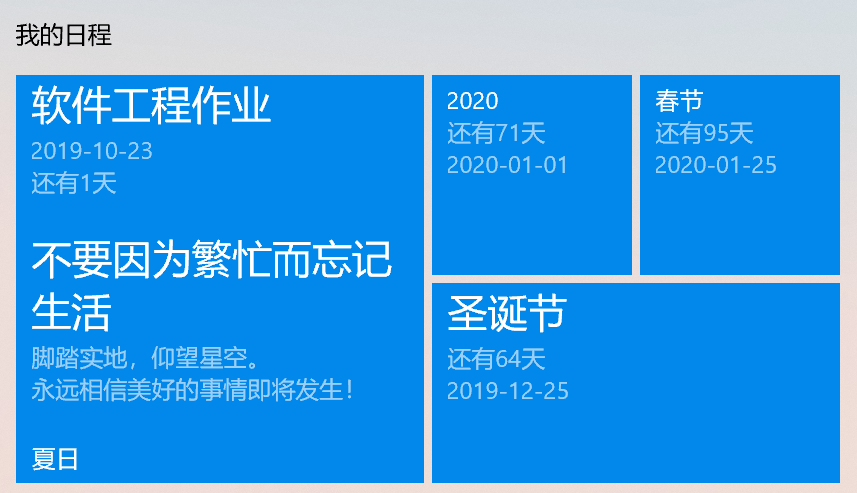 我的日程
软件工程作业
2019-10-23
还有1天
不要因为繁忙而忘记
生活
脚踏实地，仰望星空。
永远相信美好的事情即将发生！
夏日
2020
还有71天
2020-01-01
春节
还有95天
2020-01-25
圣诞节
还有64天
2019-12-25